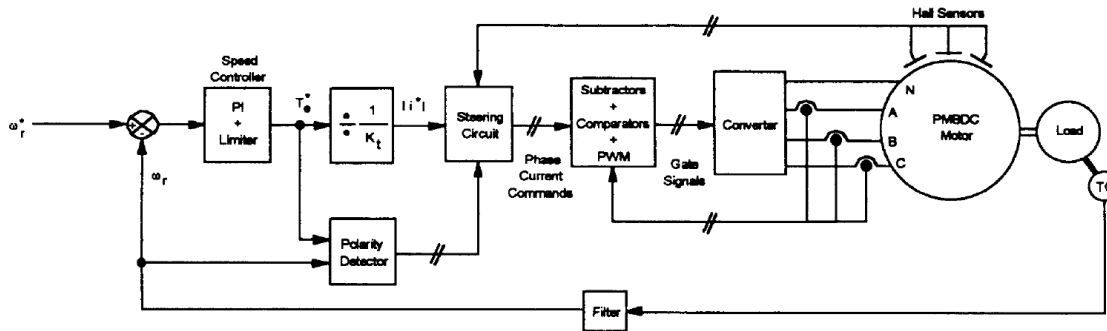 Hall Sensors
Speed
Controller
PI
+
Limiter
T*e
÷ 1
Kt
|i*|
Steering
Circuit
Subtractors
+
Comparators
+
PWM
Converter
N
A
B
C
PMBDC
Motor
Load
ω*r
+
-
ωr
Phase
Current
Commands
Gate
Signals
Polarity
Detector
Filter